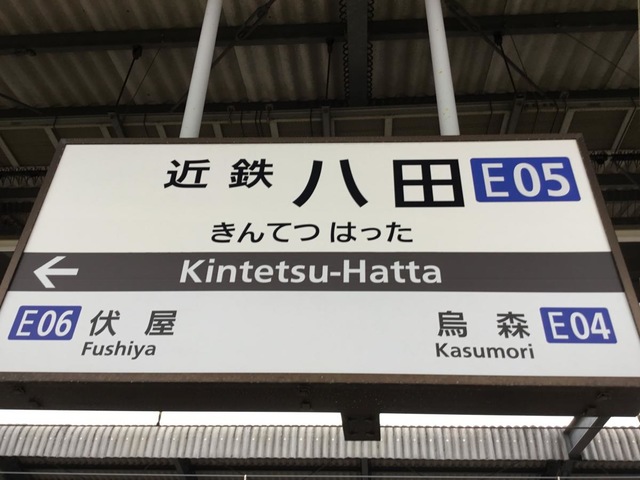 近鉄八田 E05
きんてつ はった
← Kintetsu-Hatta
E06 伏屋
Fushiya
烏森 E04
Kasumori